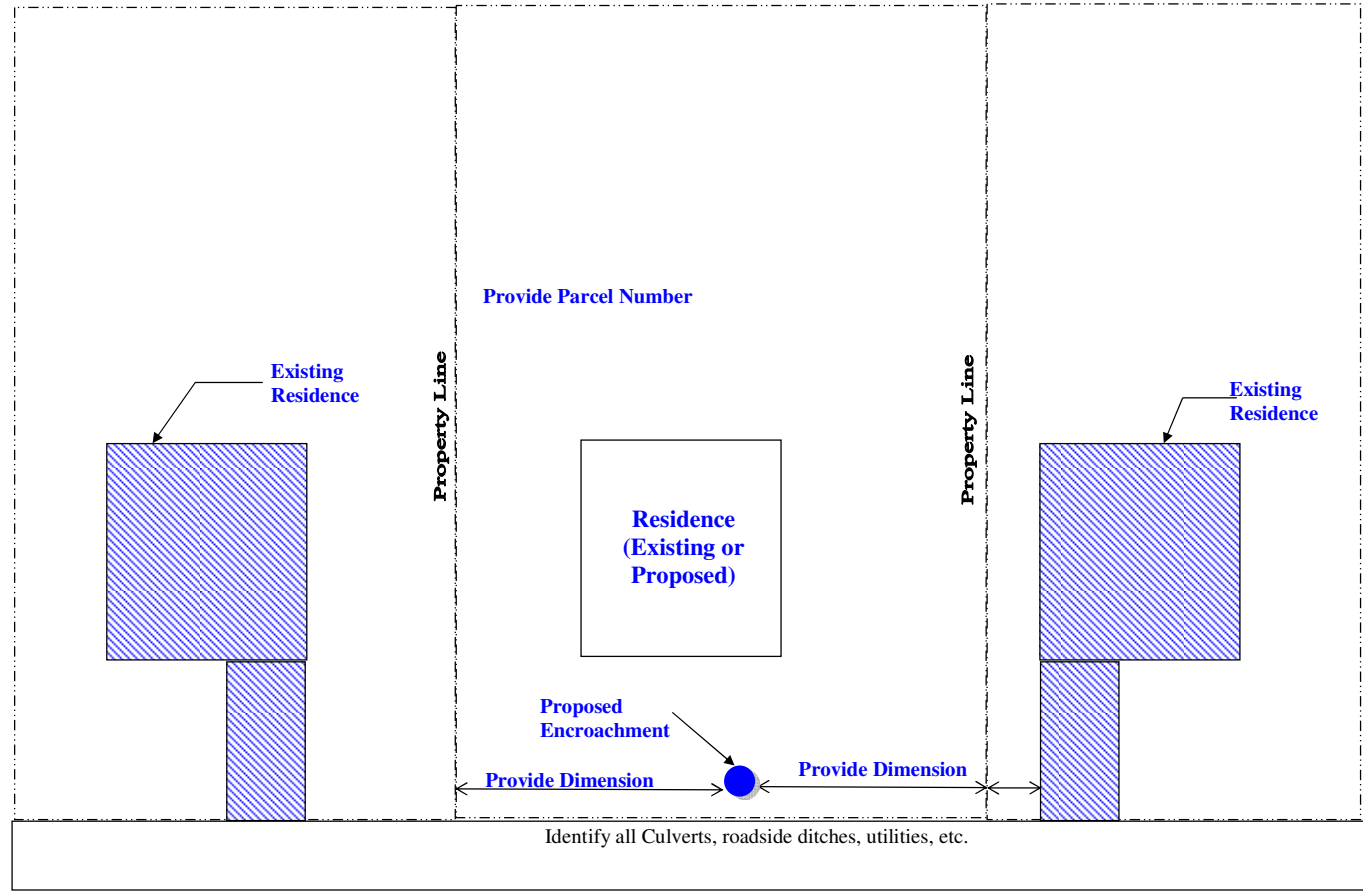 Provide Parcel Number
Property Line
Property Line
Existing
Residence
Existing
Residence
Residence
(Existing or
Proposed)
Proposed
Encroachment
Provide Dimension
Provide Dimension
Identify all Culverts, roadside ditches, utilities, etc.